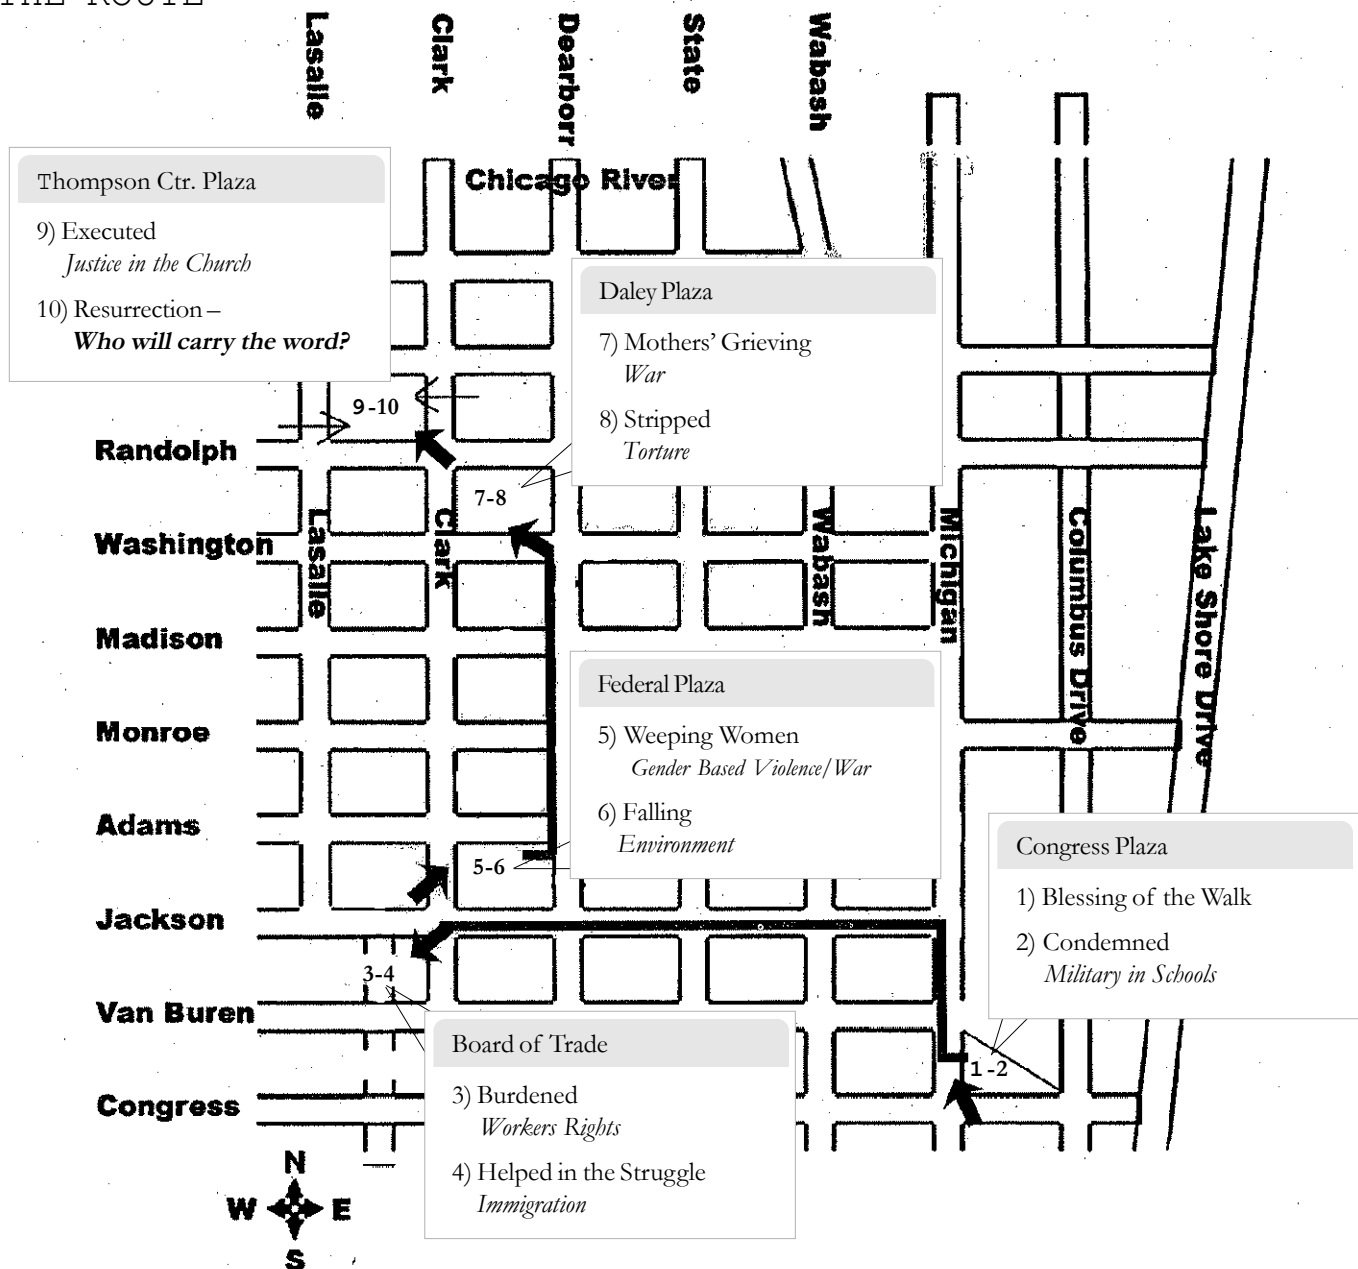 THE ROUTE
Lasalle
Clark
Dearborr
State
Wabash
Chicago River
Thompson Ctr. Plaza
9) Executed
Justice in the Church
10) Resurrection –
Who will carry the word?
Daley Plaza
7) Mothers' Grieving
War
8) Stripped
Torture
9-10
Randolph
7-8
Washington
Lasalle
Clark
Wabash
Michigan
Columbus Drive
Lake Shore Drive
Madison
Monroe
Federal Plaza
5) Weeping Women
Gender Based Violence/War
6) Falling
Environment
Adams
5-6
Congress Plaza
1) Blessing of the Walk
2) Condemned
Military in Schools
Jackson
3-4
Van Buren
Board of Trade
3) Burdened
Workers Rights
4) Helped in the Struggle
Immigration
1-2
Congress
N
W E
S